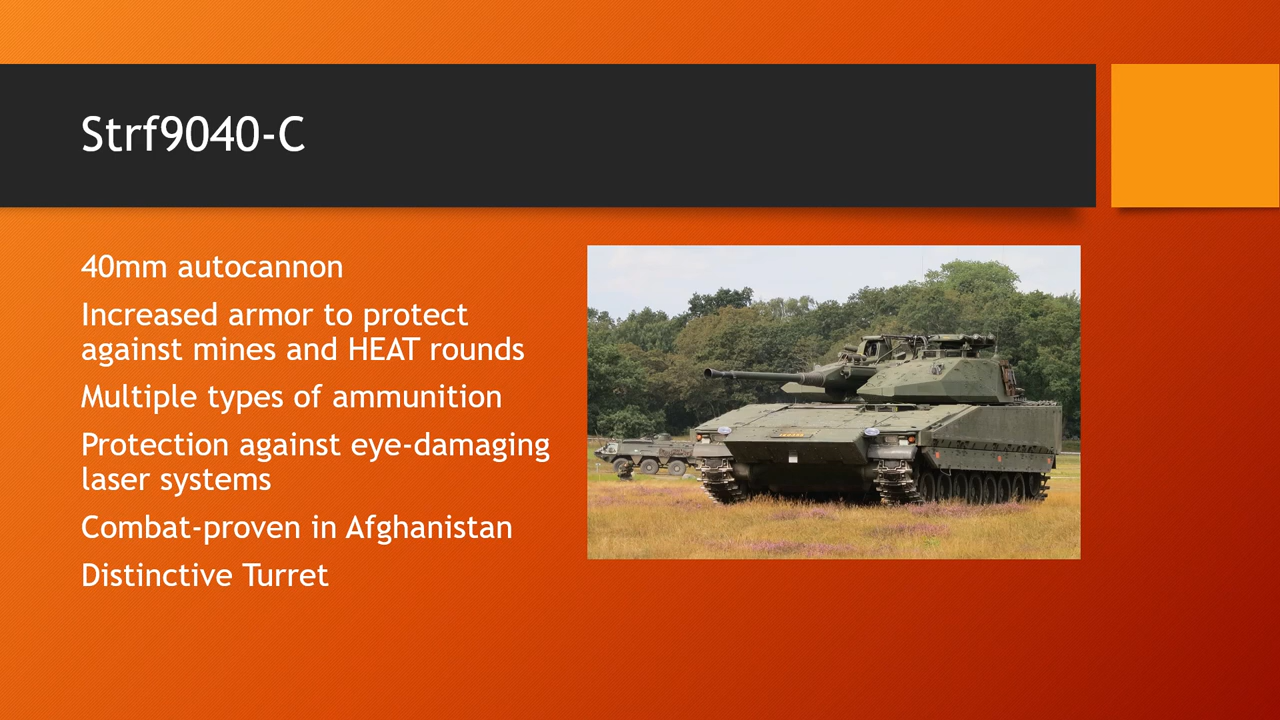 Strf9040-C
40mm autocannon
Increased armor to protect
against mines and HEAT rounds
Multiple types of ammunition
Protection against eye-damaging
laser systems
Combat-proven in Afghanistan
Distinctive Turret